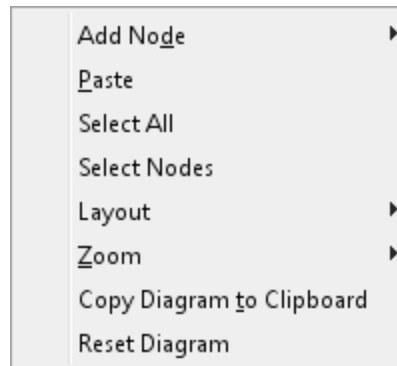 Add Node
Paste
Select All
Select Nodes
Layout
Zoom
Copy Diagram to Clipboard
Reset Diagram